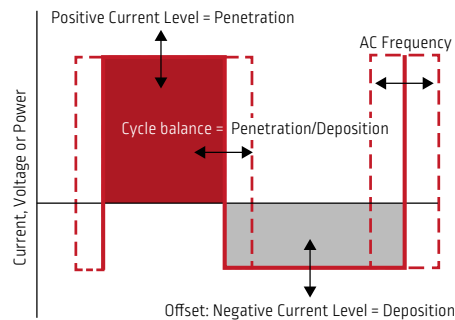 Positive Current Level = Penetration
AC Frequency
Cycle balance = Penetration/Deposition
Current, Voltage or Power
Offset: Negative Current Level = Deposition